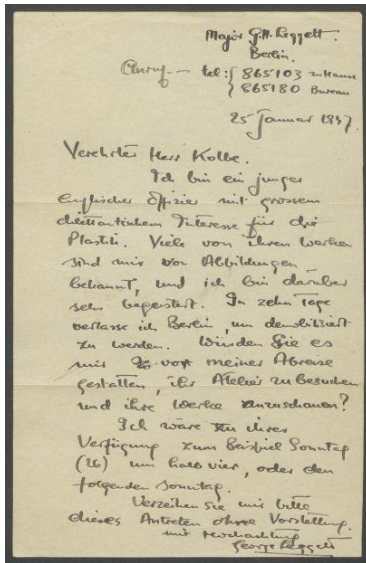 Major G.H. Leggett.
Berlin.
Anruf – tel: { 865103 zuhause
{ 865180 Bureau
25 Januar 1947.
Verehrter Herr Kolbe.
Ich bin ein junger
englischer Offizier mit grossem
dilettantischem Interesse für die
Plastik. Viele von ihren Werken
sind mir von Abbildungen
bekannt, und ich bin darüber
sehr begeistert. In zehn Tage
verlasse ich Berlin, um demobilisiert
zu werden. Würden Sie es
mir vor meiner Abreise
gestatten, ihr Atelier zu besuchen
und ihre Werke anzuschauen?
Ich wäre zu ihrer
Verfügung zum Beispiel Sonntag
(26) um halb vier, oder den
folgenden Sonntag.
Verzeihen Sie mir bitte
dieses Antreten ohne Vorstellung.
mit Hochachtung
George Leggett